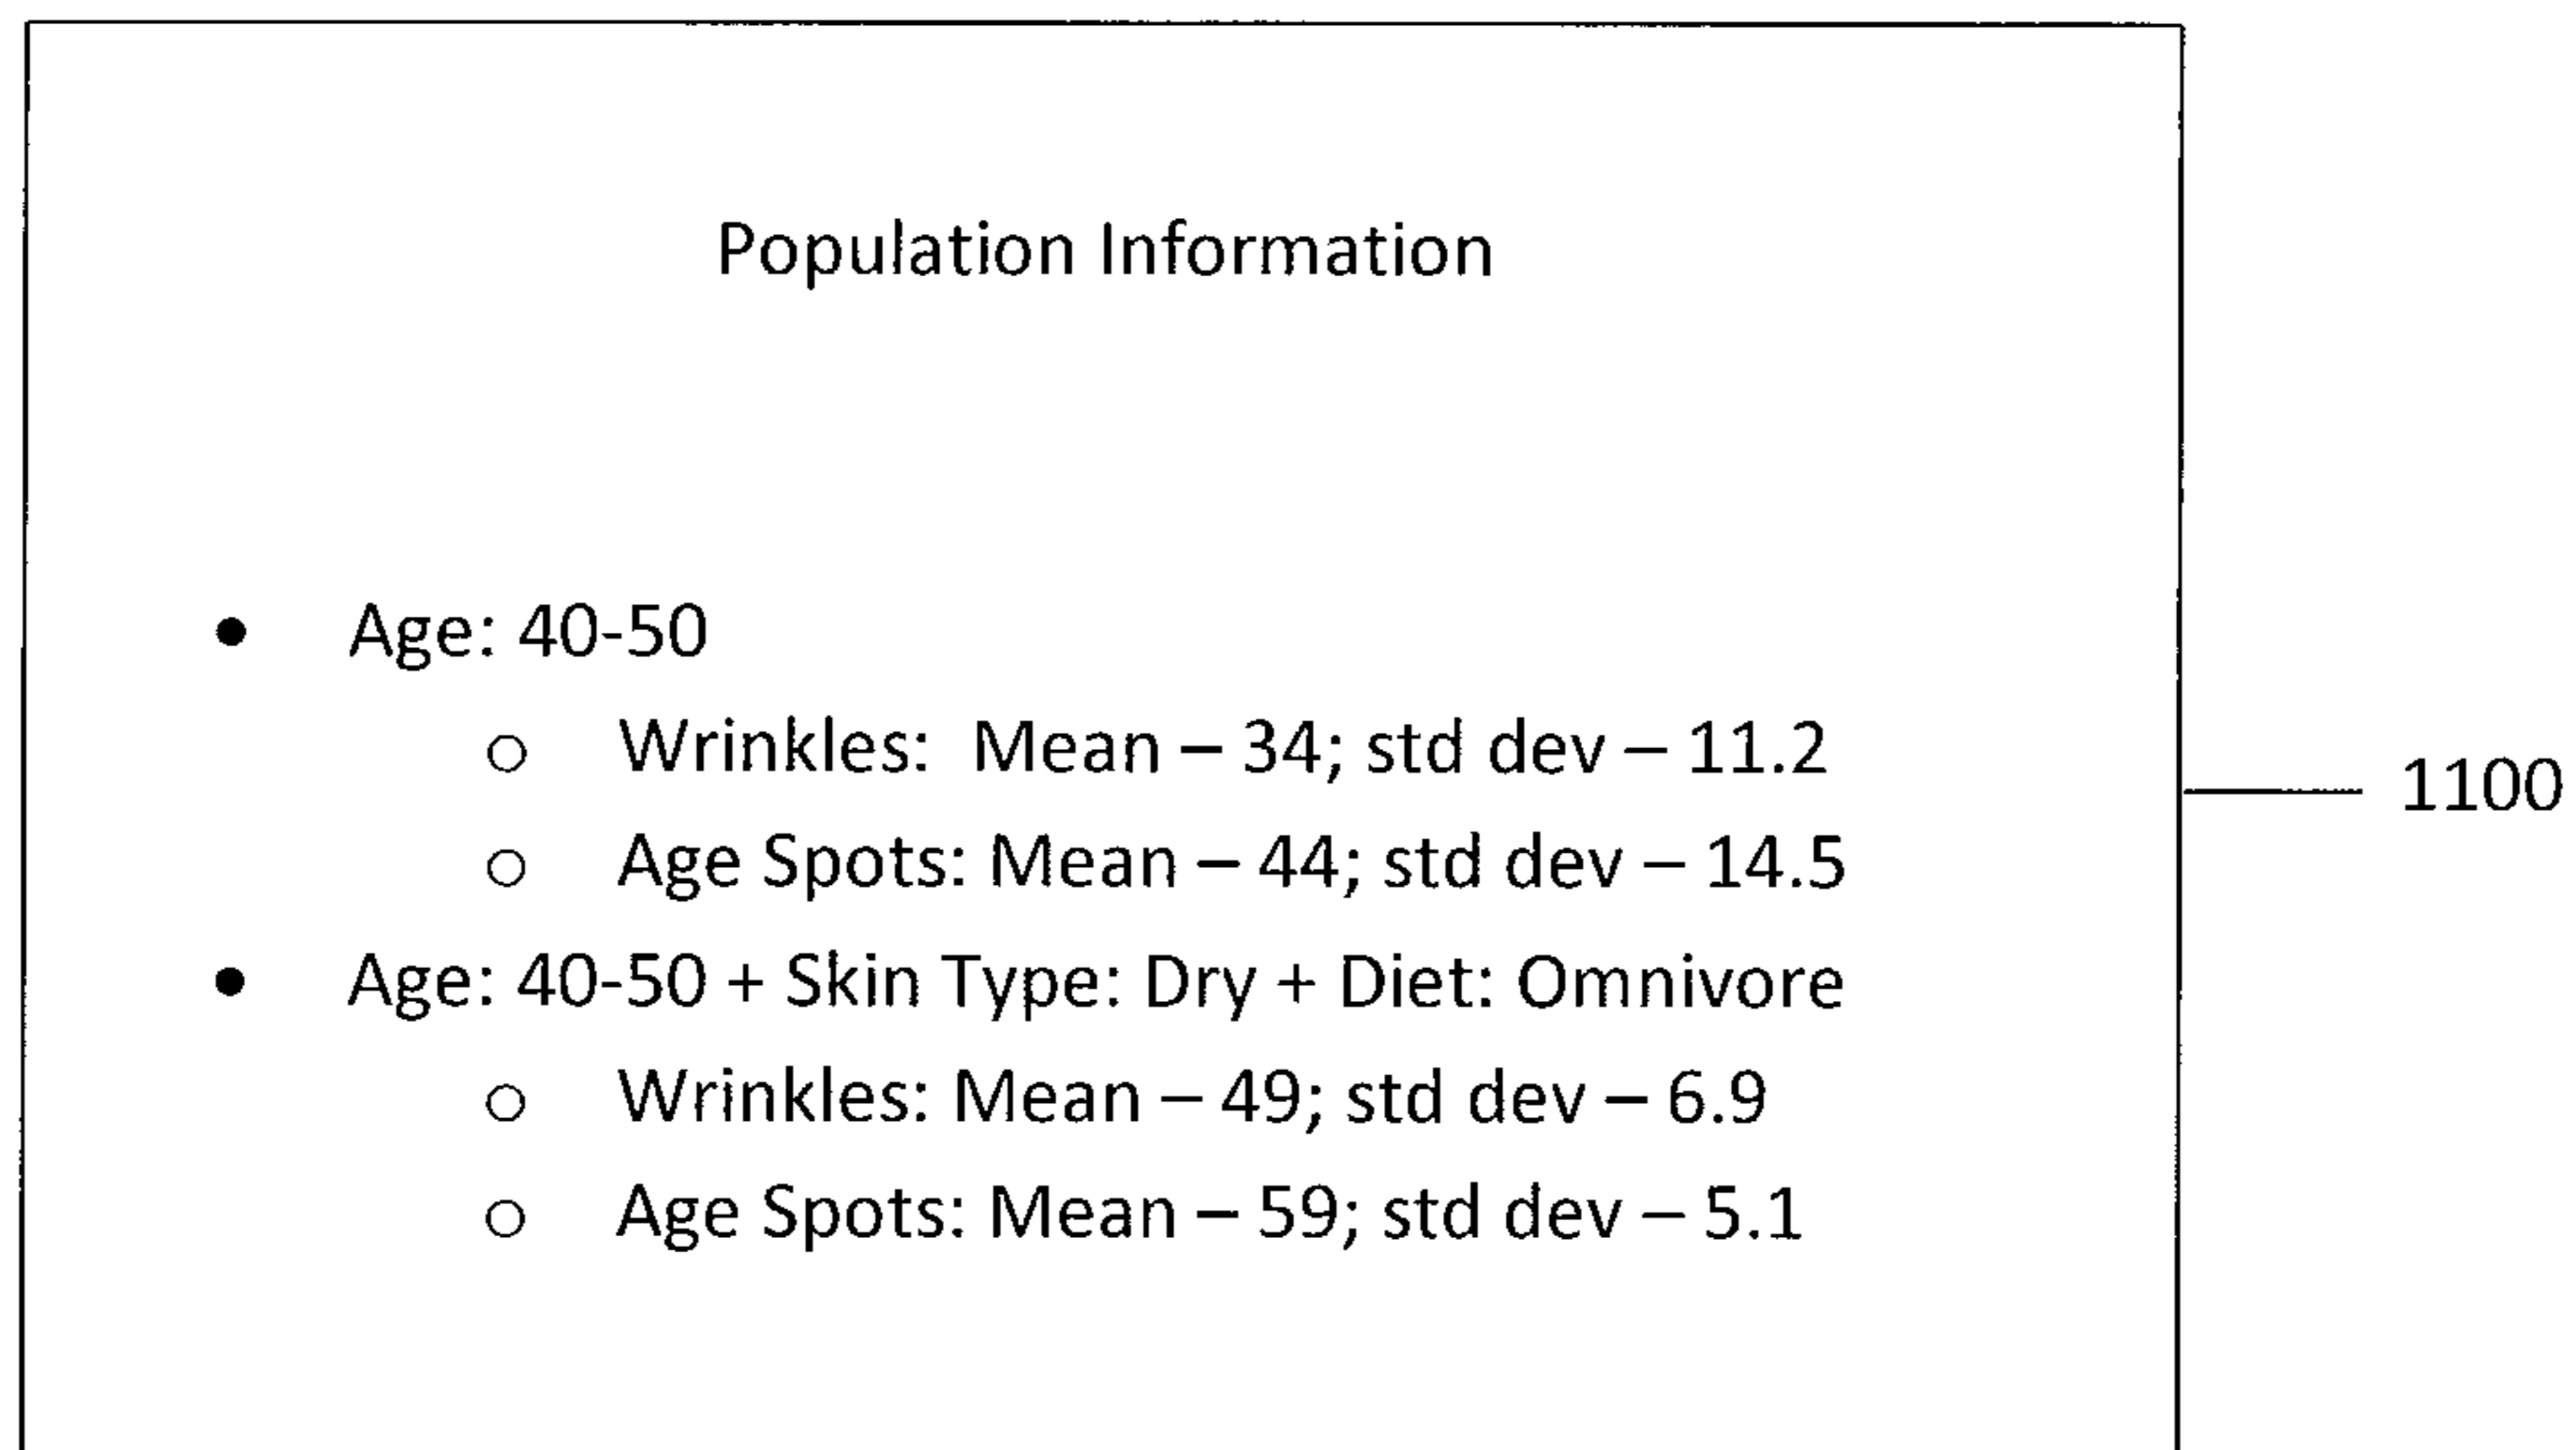 Population Information
• Age: 40-50
○ Wrinkles: Mean – 34; std dev – 11.2
○ Age Spots: Mean – 44; std dev – 14.5
• Age: 40-50 + Skin Type: Dry + Diet: Omnivore
○ Wrinkles: Mean – 49; std dev – 6.9
○ Age Spots: Mean – 59; std dev – 5.1
1100